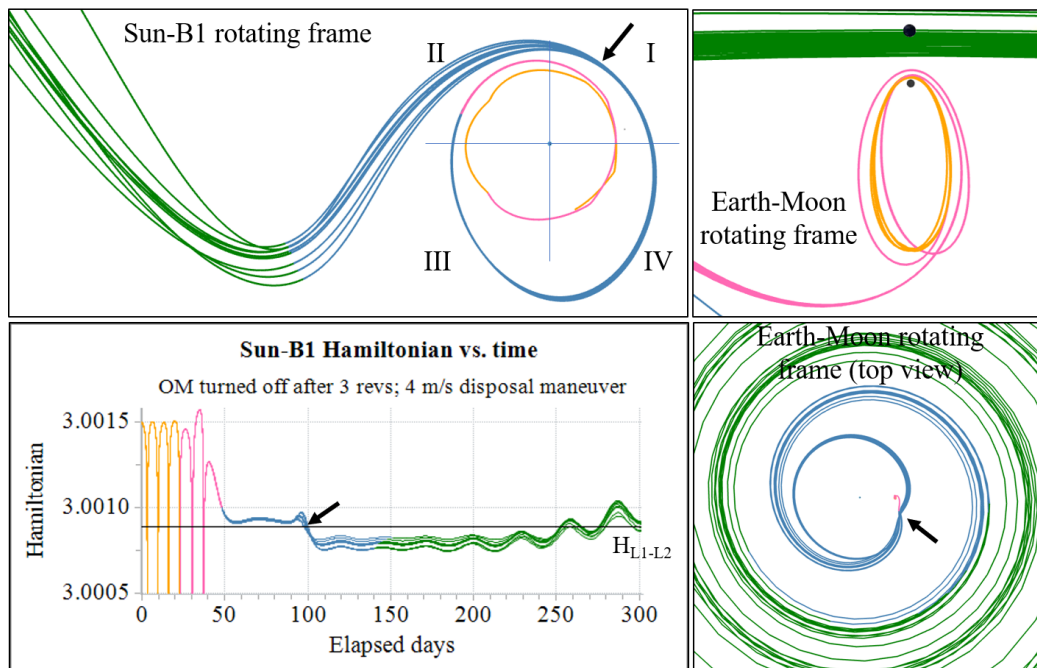 Sun-B1 rotating frame
II
I
III
IV
Earth-Moon
rotating frame
Sun-B1 Hamiltonian vs. time
OM turned off after 3 revs; 4 m/s disposal maneuver
Hamiltonian
3.0015
3.0010
3.0005
H_L1-L2
0
50
100
150
200
250
300
Elapsed days
Earth-Moon rotating
frame (top view)